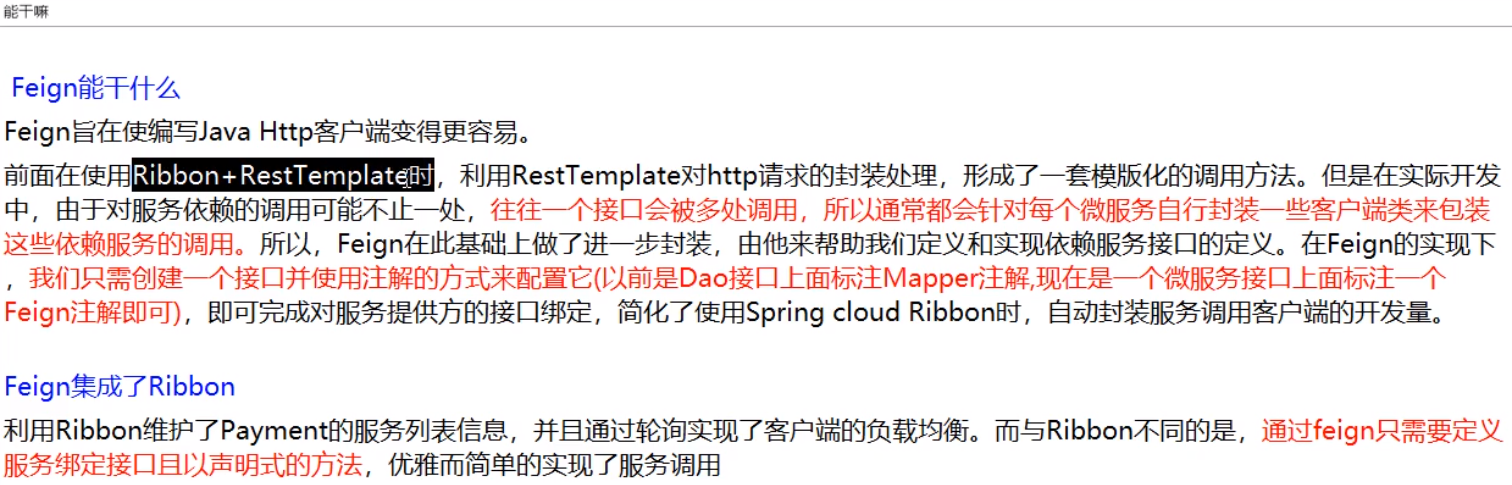 能干嘛
Feign能干什么
Feign旨在使编写Java Http客户端变得更容易。
前面在使用Ribbon+RestTemplate时，利用RestTemplate对http请求的封装处理，形成了一套模版化的调用方法。但是在实际开发
中，由于对服务依赖的调用可能不止一处，往往一个接口会被多处调用，所以通常都会针对每个微服务自行封装一些客户端类来包装
这些依赖服务的调用。所以，Feign在此基础上做了进一步封装，由他来帮助我们定义和实现依赖服务接口的定义。在Feign的实现下
，我们只需创建一个接口并使用注解的方式来配置它(以前是Dao接口上面标注Mapper注解,现在是一个微服务接口上面标注一个
Feign注解即可)，即可完成对服务提供方的接口绑定，简化了使用Spring cloud Ribbon时，自动封装服务调用客户端的开发量。
Feign集成了Ribbon
利用Ribbon维护了Payment的服务列表信息，并且通过轮询实现了客户端的负载均衡。而与Ribbon不同的是，通过feign只需要定义
服务绑定接口且以声明式的方法，优雅而简单的实现了服务调用